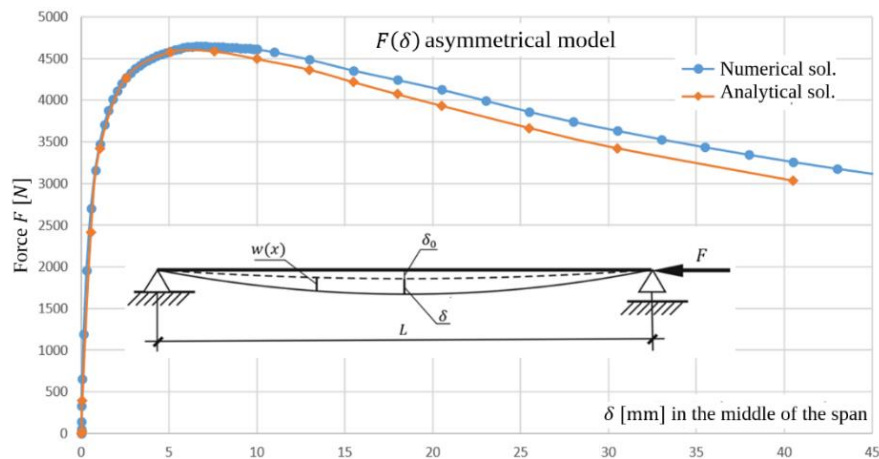 F(δ) asymmetrical model
Numerical sol.
Analytical sol.
Force F [N]
5000
4500
4000
3500
3000
2500
2000
1500
1000
500
0
w(x)
δ₀
F
δ
L
δ [mm] in the middle of the span
0
5
10
15
20
25
30
35
40
45